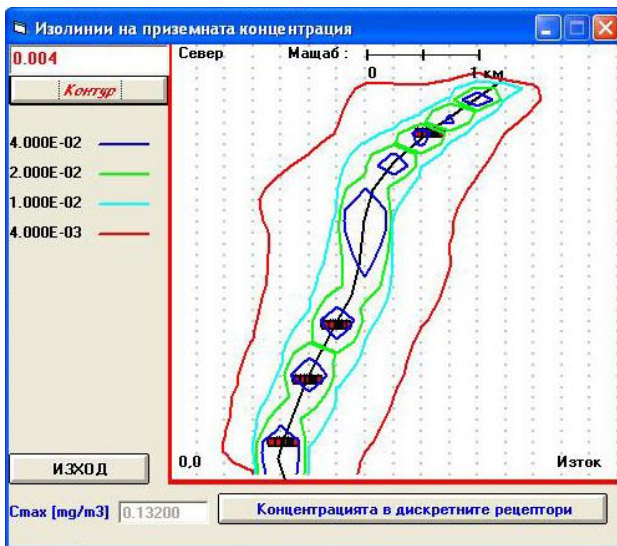 Изолинии на приземната концентрация
0.004
Север Мащаб :
0 1 км
Контур
4.000E-02
2.000E-02
1.000E-02
4.000E-03
0,0 Изток
ИЗХОД
Cmax [mg/m3] 0.13200 Концентрацията в дискретните рецептори